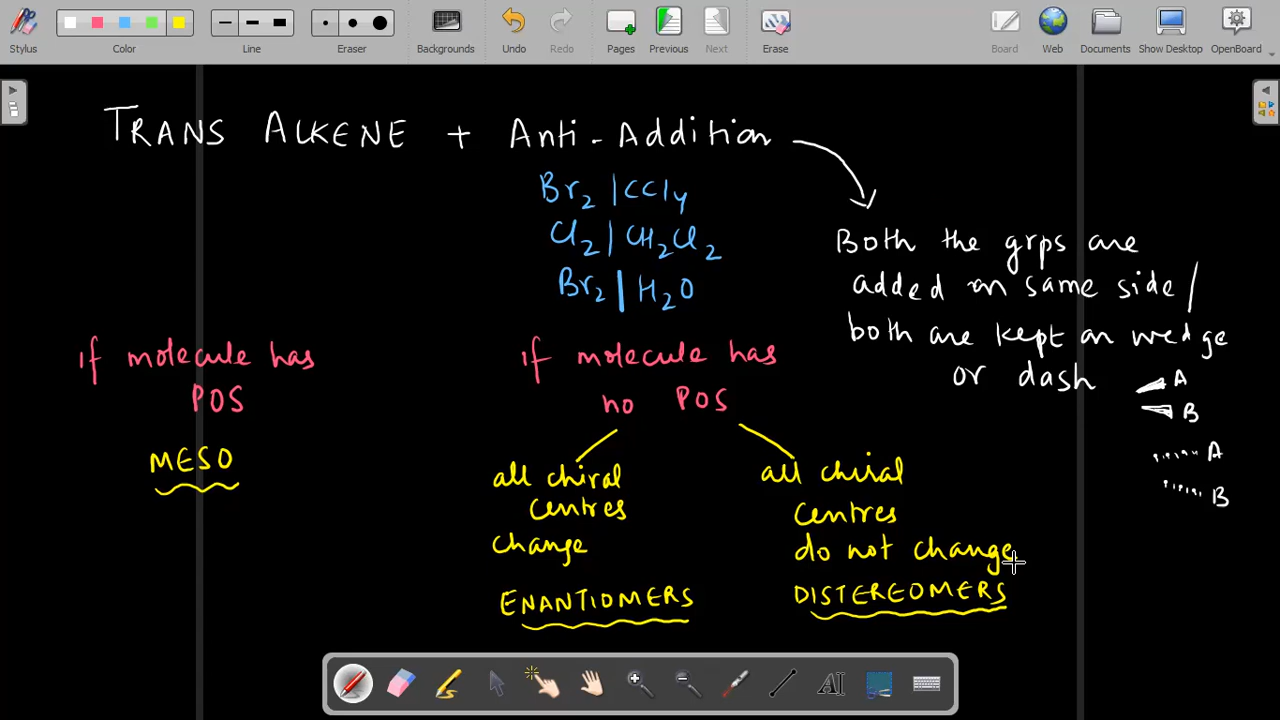 Stylus Color Line Eraser Backgrounds Undo Redo Pages Previous Next Erase Board Web Documents Show Desktop OpenBoard
TRANS ALKENE + Anti-Addition
Br2 | CCl4
Cl2 | CH2Cl2
Br2 | H2O
Both the grps are
added on same side /
both are kept on wedge
or dash
A
B
A
B
if molecule has
POS
MESO
if molecule has
no POS
all chiral
centres
change
ENANTIOMERS
all chiral
centres
do not change
DISTEREOMERS